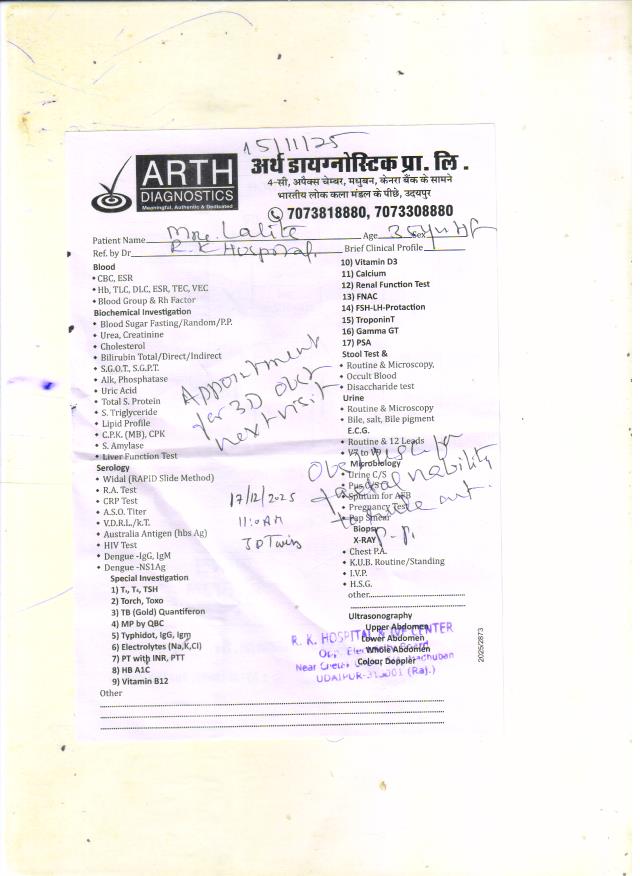 15/11/25
ARTH
DIAGNOSTICS
Meaningful, Authentic & Dedicated
अर्थ डायग्नोस्टिक प्रा. लि .
4-सी, अपैक्स चेम्बर, मधुबन, केनरा बैंक के सामने
भारतीय लोक कला मंडल के पीछे, उदयपुर
7073818880, 7073308880
Patient Name Mrs. Lalita Age 35yr Sex F
Ref. by Dr R.K Hospital. Brief Clinical Profile
Blood
• CBC, ESR
• Hb, TLC, DLC, ESR, TEC, VEC
• Blood Group & Rh Factor
Biochemical Investigation
• Blood Sugar Fasting/Random/P.P.
• Urea, Creatinine
• Cholesterol
• Bilirubin Total/Direct/Indirect
• S.G.O.T., S.G.P.T.
• Alk, Phosphatase
• Uric Acid
• Total S. Protein
• S. Triglyceride
• Lipid Profile
• C.P.K. (MB), CPK
• S. Amylase
• Liver Function Test
Serology
• Widal (RAPID Slide Method)
• R.A. Test
• CRP Test
• A.S.O. Titer
• V.D.R.L./k.T.
• Australia Antigen (hbs Ag)
• HIV Test
• Dengue -IgG, IgM
• Dengue -NS1Ag
Special Investigation
1) T₃, T₄, TSH
2) Torch, Toxo
3) TB (Gold) Quantiferon
4) MP by QBC
5) Typhidot, IgG, Igm
6) Electrolytes (Na,K,Cl)
7) PT with INR, PTT
8) HB A1C
9) Vitamin B12
Other
10) Vitamin D3
11) Calcium
12) Renal Function Test
13) FNAC
14) FSH-LH-Protaction
15) TroponinT
16) Gamma GT
17) PSA
Stool Test &
• Routine & Microscopy,
• Occult Blood
• Disaccharide test
Urine
• Routine & Microscopy
• Bile, salt, Bile pigment
E.C.G.
• Routine & 12 Leads
• V3 to V9
Microbiology
• Urine C/S
• Pus C/S
• Sputum for AFB
• Pregnancy Test
• Pap Smear
Biopsy
X-RAY
• Chest P.A.
• K.U.B. Routine/Standing
• I.V.P.
• H.S.G.
other
Ultrasonography
Upper Abdomen
Lower Abdomen
Whole Abdomen
Colour Doppler
Appointment
for 3D
next visit
17/12/2025
11:0 AM
3D Twins
for
R. K. HOSPITAL & IVF CENTER
Near
UDAIPUR-313001 (Raj.)
2025/2873